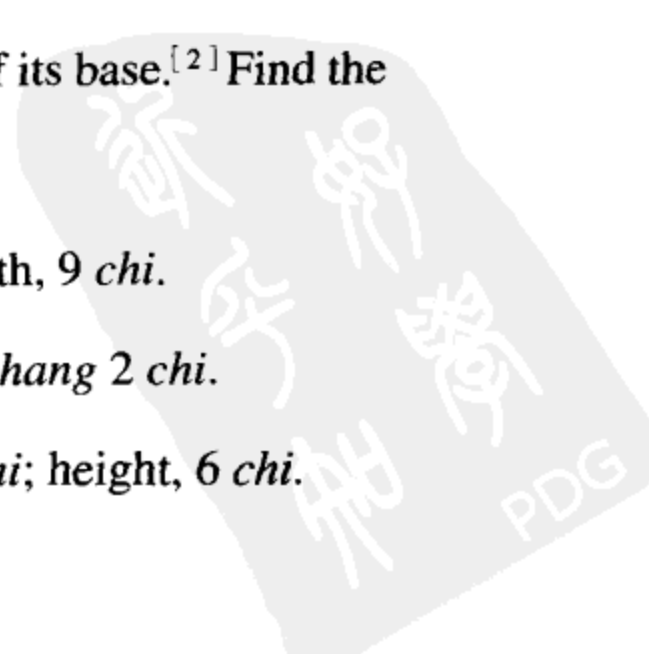 f its base.[2] Find the
th, 9 chi.
hang 2 chi.
i; height, 6 chi.
PDG